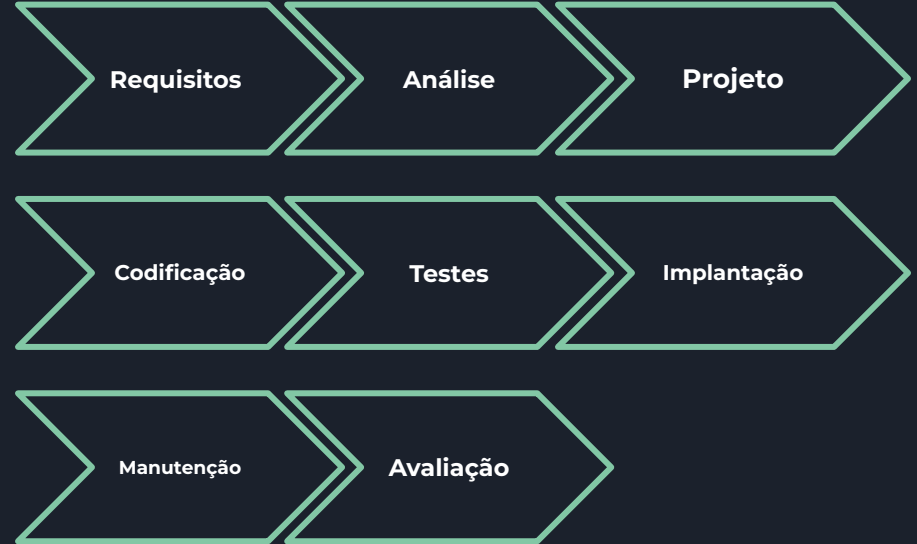 Requisitos
Análise
Projeto
Codificação
Testes
Implantação
Manutenção
Avaliação